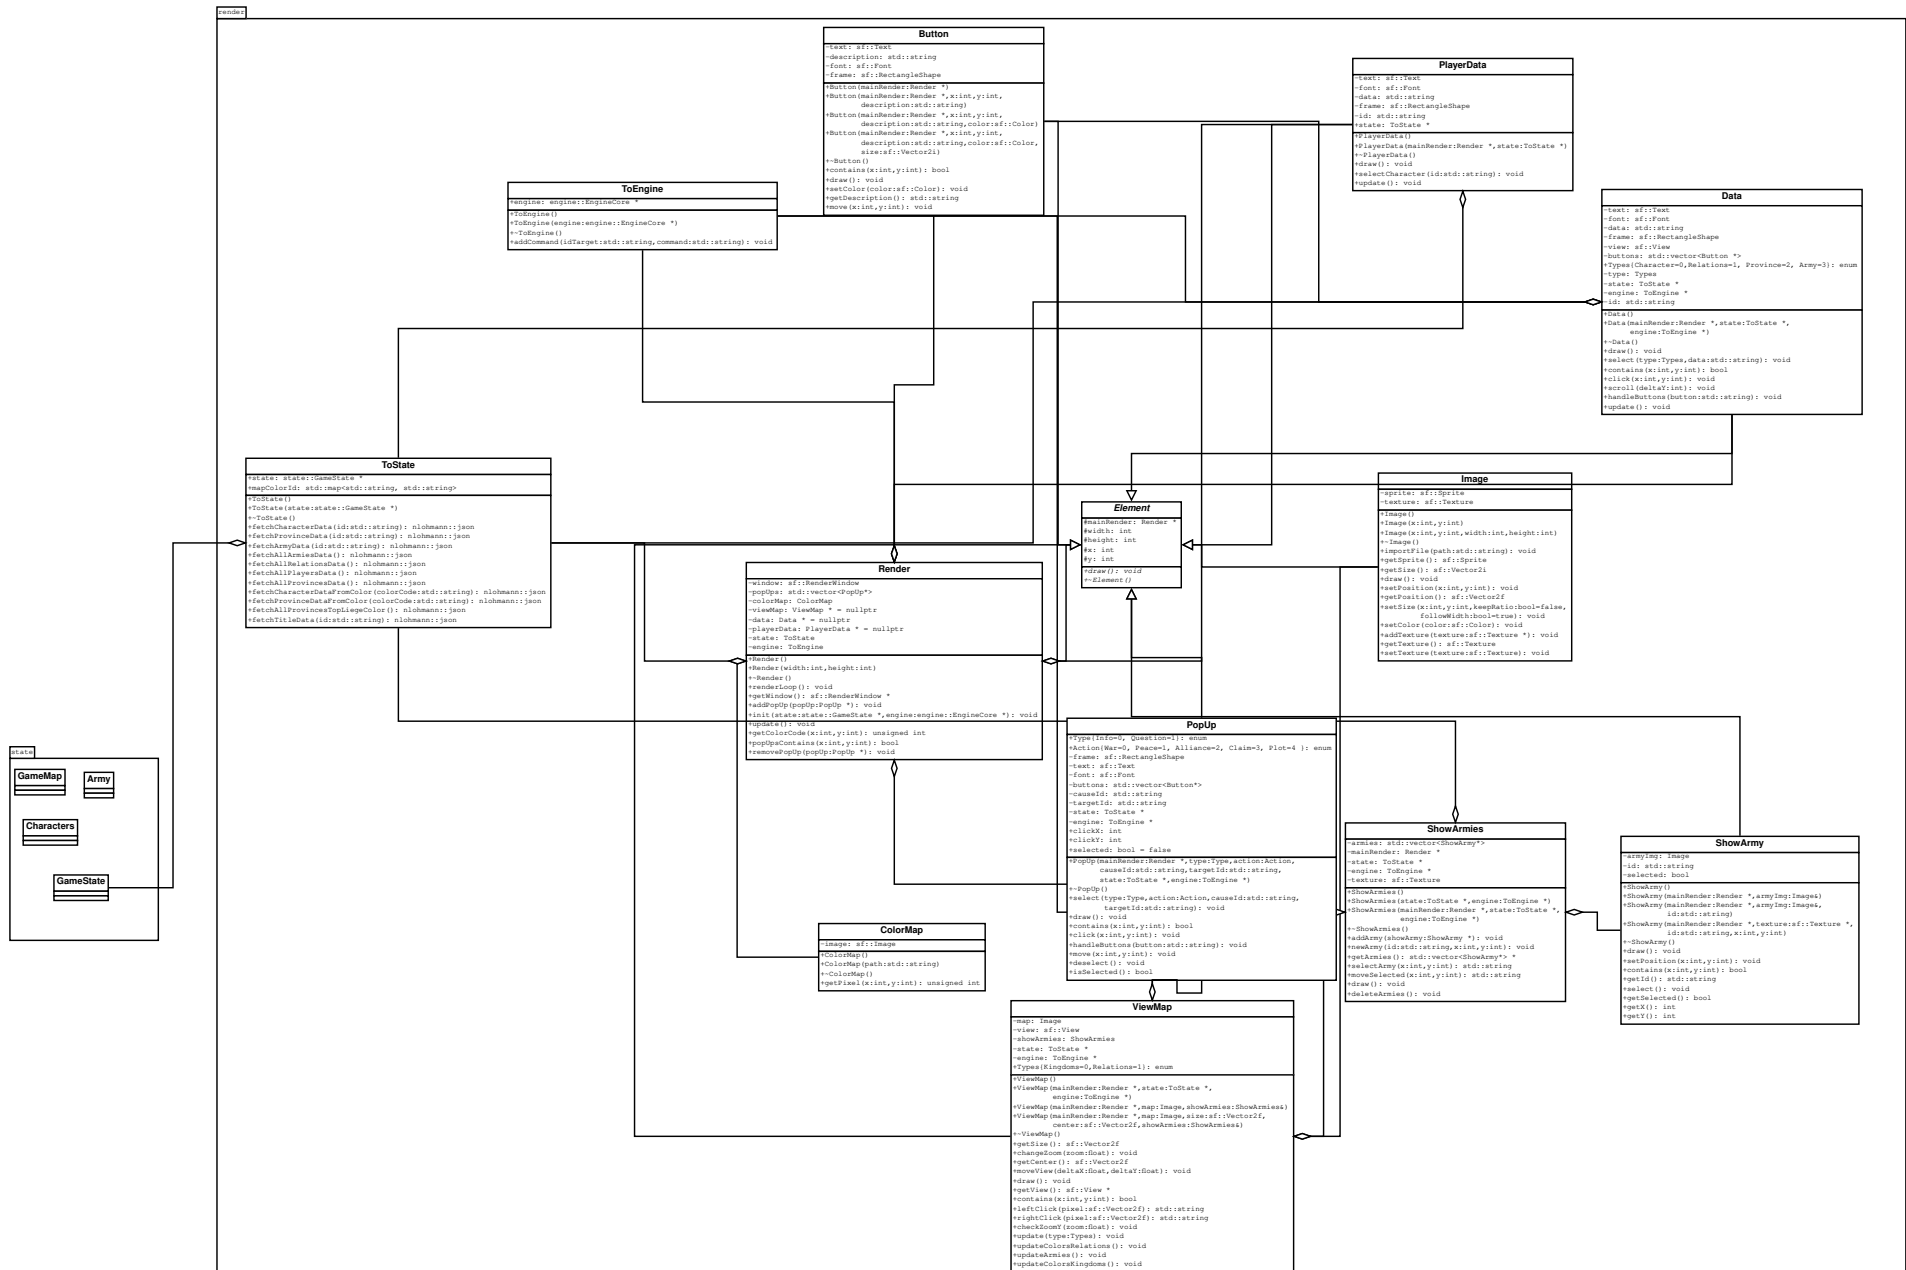 render
Button
-text: sf::Text
-description: std::string
-font: sf::Font
-frame: sf::RectangleShape
+Button(mainRender:Render *)
+Button(mainRender:Render *,x:int,y:int,
description:std::string)
+Button(mainRender:Render *,x:int,y:int,
description:std::string,color:sf::Color)
+Button(mainRender:Render *,x:int,y:int,
description:std::string,color:sf::Color,
size:sf::Vector2i)
+~Button()
+contains(x:int,y:int): bool
+draw(): void
+setColor(color:sf::Color): void
+getDescription(): std::string
+move(x:int,y:int): void
PlayerData
-text: sf::Text
-font: sf::Font
-data: std::string
-frame: sf::RectangleShape
-id: std::string
+state: ToState *
+PlayerData()
+PlayerData(mainRender:Render *,state:ToState *)
+~PlayerData()
+draw(): void
+selectCharacter(id:std::string): void
+update(): void
ToEngine
+engine: engine::EngineCore *
+ToEngine()
+ToEngine(engine:engine::EngineCore *)
+~ToEngine()
+addCommand(idTarget:std::string,command:std::string): void
Data
-text: sf::Text
-font: sf::Font
-data: std::string
-frame: sf::RectangleShape
-view: sf::View
-buttons: std::vector<Button *>
+Types(Character=0,Relations=1, Province=2, Army=3): enum
-type: Types
-state: ToState *
-engine: ToEngine *
-id: std::string
+Data()
+Data(mainRender:Render *,state:ToState *,
engine:ToEngine *)
+~Data()
+draw(): void
+select(type:Types,data:std::string): void
+contains(x:int,y:int): bool
+click(x:int,y:int): void
+scroll(deltaY:int): void
+handleButtons(button:std::string): void
+update(): void
ToState
+state: state::GameState *
+mapColorId: std::map<std::string, std::string>
+ToState()
+ToState(state:state::GameState *)
+~ToState()
+fetchCharacterData(id:std::string): nlohmann::json
+fetchProvinceData(id:std::string): nlohmann::json
+fetchArmyData(id:std::string): nlohmann::json
+fetchAllArmiesData(): nlohmann::json
+fetchAllRelationsData(): nlohmann::json
+fetchAllPlayersData(): nlohmann::json
+fetchAllProvincesData(): nlohmann::json
+fetchCharacterDataFromColor(colorCode:std::string): nlohmann::json
+fetchProvinceDataFromColor(colorCode:std::string): nlohmann::json
+fetchAllProvincesTopLiegeColor(): nlohmann::json
+fetchTitleData(id:std::string): nlohmann::json
Element
#mainRender: Render *
#width: int
#height: int
#x: int
#y: int
+draw(): void
+~Element()
Image
-sprite: sf::Sprite
-texture: sf::Texture
+Image()
+Image(x:int,y:int)
+Image(x:int,y:int,width:int,height:int)
+~Image()
+importFile(path:std::string): void
+getSprite(): sf::Sprite
+getSize(): sf::Vector2i
+draw(): void
+setPosition(x:int,y:int): void
+getPosition(): sf::Vector2f
+setSize(x:int,y:int,keepRatio:bool=false,
followWidth:bool=true): void
+setColor(color:sf::Color): void
+addTexture(texture:sf::Texture *): void
+getTexture(): sf::Texture
+setTexture(texture:sf::Texture): void
Render
-window: sf::RenderWindow
-popUps: std::vector<PopUp*>
-colorMap: ColorMap
-viewMap: ViewMap * = nullptr
-data: Data * = nullptr
-playerData: PlayerData * = nullptr
-state: ToState
-engine: ToEngine
+Render()
+Render(width:int,height:int)
+~Render()
+renderLoop(): void
+getWindow(): sf::RenderWindow *
+addPopUp(popUp:PopUp *): void
+init(state:state::GameState *,engine:engine::EngineCore *): void
+update(): void
+getColorCode(x:int,y:int): unsigned int
+popUpsContains(x:int,y:int): bool
+removePopUp(popUp:PopUp *): void
PopUp
+Type(Info=0, Question=1): enum
+Action(War=0, Peace=1, Alliance=2, Claim=3, Plot=4 ): enum
-frame: sf::RectangleShape
-text: sf::Text
-font: sf::Font
-buttons: std::vector<Button*>
-causeId: std::string
-targetId: std::string
-state: ToState *
-engine: ToEngine *
+clickX: int
+clickY: int
+selected: bool = false
+PopUp(mainRender:Render *,type:Type,action:Action,
causeId:std::string,targetId:std::string,
state:ToState *,engine:ToEngine *)
+~PopUp()
+select(type:Type,action:Action,causeId:std::string,
targetId:std::string): void
+draw(): void
+contains(x:int,y:int): bool
+click(x:int,y:int): void
+handleButtons(button:std::string): void
+move(x:int,y:int): void
+deselect(): void
+isSelected(): bool
state
GameMap
Army
Characters
GameState
ShowArmies
-armies: std::vector<ShowArmy*>
-mainRender: Render *
-state: ToState *
-engine: ToEngine *
-texture: sf::Texture
+ShowArmies()
+ShowArmies(state:ToState *,engine:ToEngine *)
+ShowArmies(mainRender:Render *,state:ToState *,
engine:ToEngine *)
+~ShowArmies()
+addArmy(showArmy:ShowArmy *): void
+newArmy(id:std::string,x:int,y:int): void
+getArmies(): std::vector<ShowArmy*> *
+selectArmy(x:int,y:int): std::string
+moveSelected(x:int,y:int): std::string
+draw(): void
+deleteArmies(): void
ShowArmy
-armyImg: Image
-id: std::string
-selected: bool
+ShowArmy()
+ShowArmy(mainRender:Render *,armyImg:Image&)
+ShowArmy(mainRender:Render *,armyImg:Image&,
id:std::string)
+ShowArmy(mainRender:Render *,texture:sf::Texture *,
id:std::string,x:int,y:int)
+~ShowArmy()
+draw(): void
+setPosition(x:int,y:int): void
+contains(x:int,y:int): bool
+getId(): std::string
+select(): void
+getSelected(): bool
+getX(): int
+getY(): int
ColorMap
-image: sf::Image
+ColorMap()
+ColorMap(path:std::string)
+~ColorMap()
+getPixel(x:int,y:int): unsigned int
ViewMap
-map: Image
-view: sf::View
-showArmies: ShowArmies
-state: ToState *
-engine: ToEngine *
+Types(Kingdoms=0,Relations=1): enum
+ViewMap()
+ViewMap(mainRender:Render *,state:ToState *,
engine:ToEngine *)
+ViewMap(mainRender:Render *,map:Image,showArmies:ShowArmies&)
+ViewMap(mainRender:Render *,map:Image,size:sf::Vector2f,
center:sf::Vector2f,showArmies:ShowArmies&)
+~ViewMap()
+getSize(): sf::Vector2f
+changeZoom(zoom:float): void
+getCenter(): sf::Vector2f
+moveView(deltaX:float,deltaY:float): void
+draw(): void
+getView(): sf::View *
+contains(x:int,y:int): bool
+leftClick(pixel:sf::Vector2f): std::string
+rightClick(pixel:sf::Vector2f): std::string
+checkZoomY(zoom:float): void
+update(type:Types): void
+updateColorsRelations(): void
+updateArmies(): void
+updateColorsKingdoms(): void